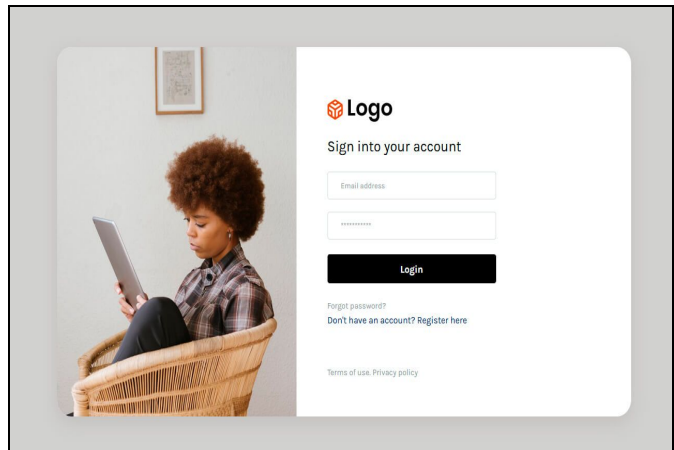 Logo
Sign into your account
Email address
***********
Login
Forgot password?
Don't have an account? Register here
Terms of use. Privacy policy